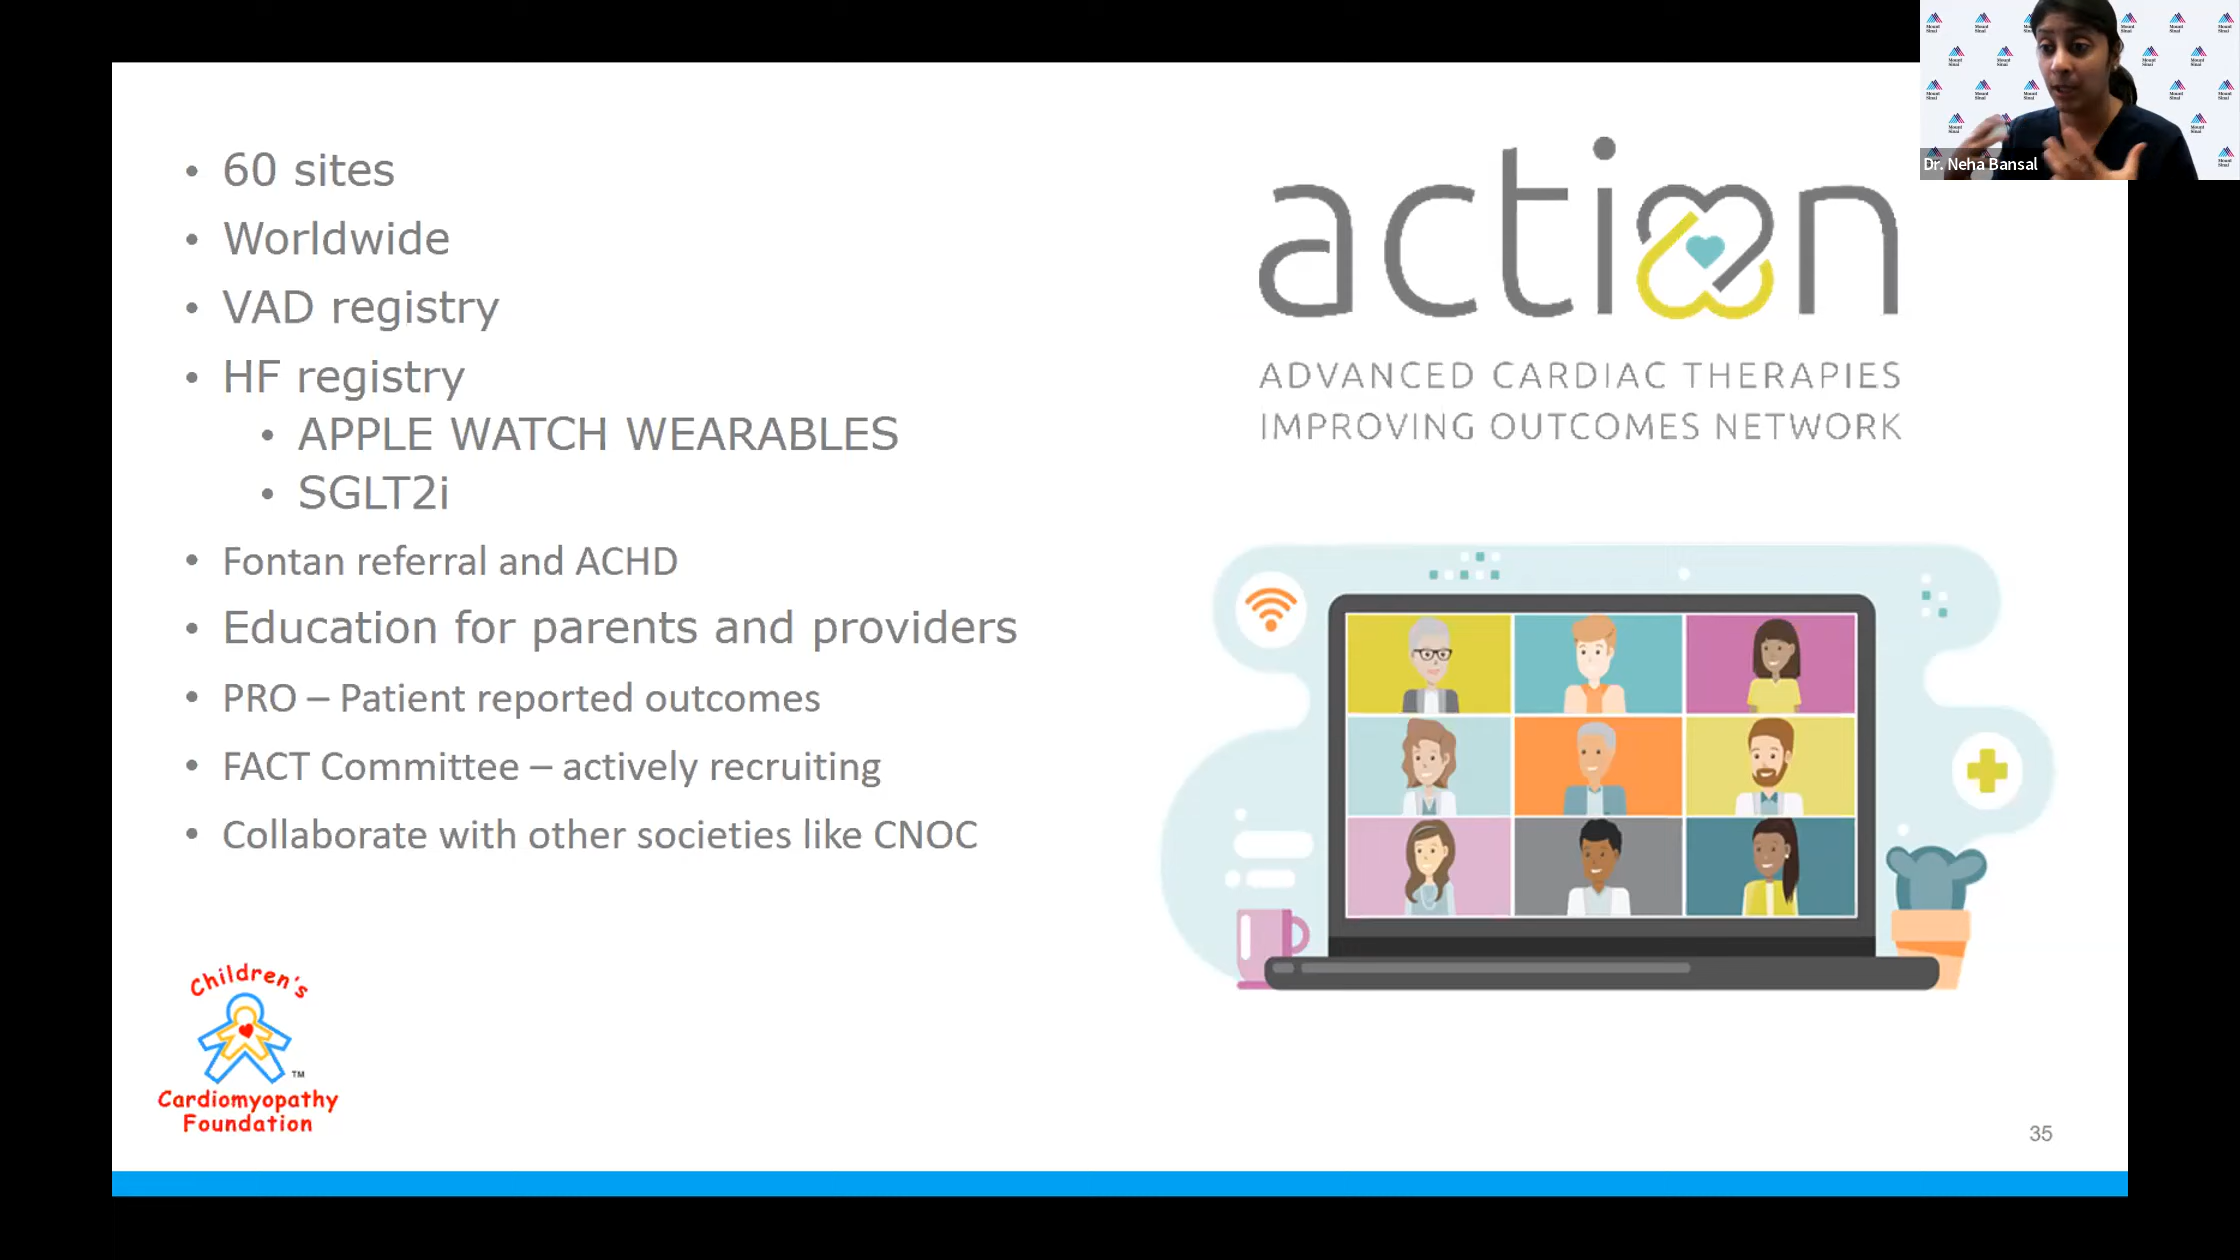 • 60 sites
• Worldwide
• VAD registry
• HF registry
• APPLE WATCH WEARABLES
• SGLT2i
• Fontan referral and ACHD
• Education for parents and providers
• PRO – Patient reported outcomes
• FACT Committee – actively recruiting
• Collaborate with other societies like CNOC
action
ADVANCED CARDIAC THERAPIES
IMPROVING OUTCOMES NETWORK
Children's
TM
Cardiomyopathy
Foundation
35
Mount
Sinai
Dr. Neha Bansal